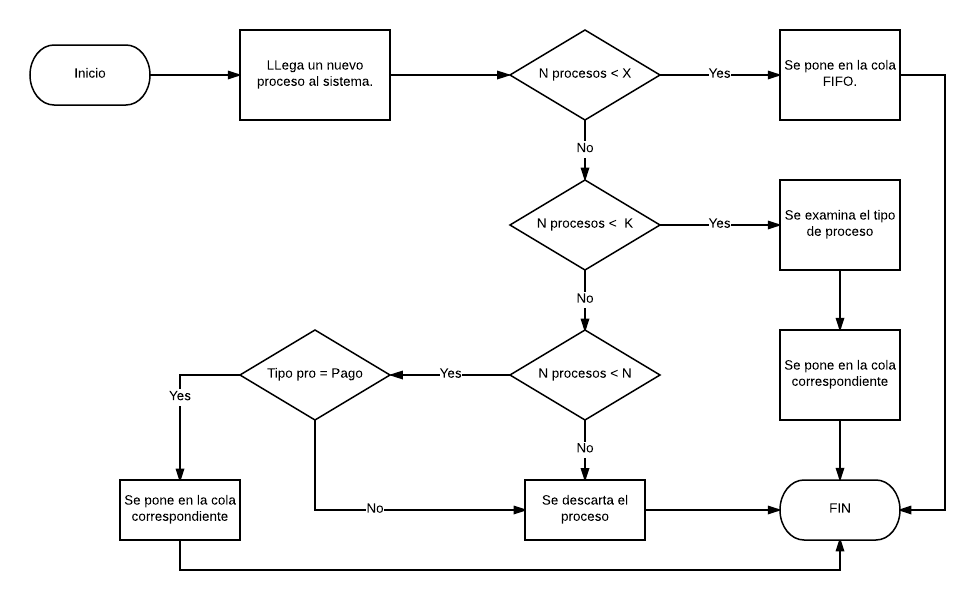 Inicio
LLega un nuevo
proceso al sistema.
N procesos < X
Yes
Se pone en la cola
FIFO.
No
N procesos < K
Yes
Se examina el tipo
de proceso
No
Tipo pro = Pago
Yes
N procesos < N
Se pone en la cola
correspondiente
Yes
No
Se pone en la cola
correspondiente
No
Se descarta el
proceso
FIN